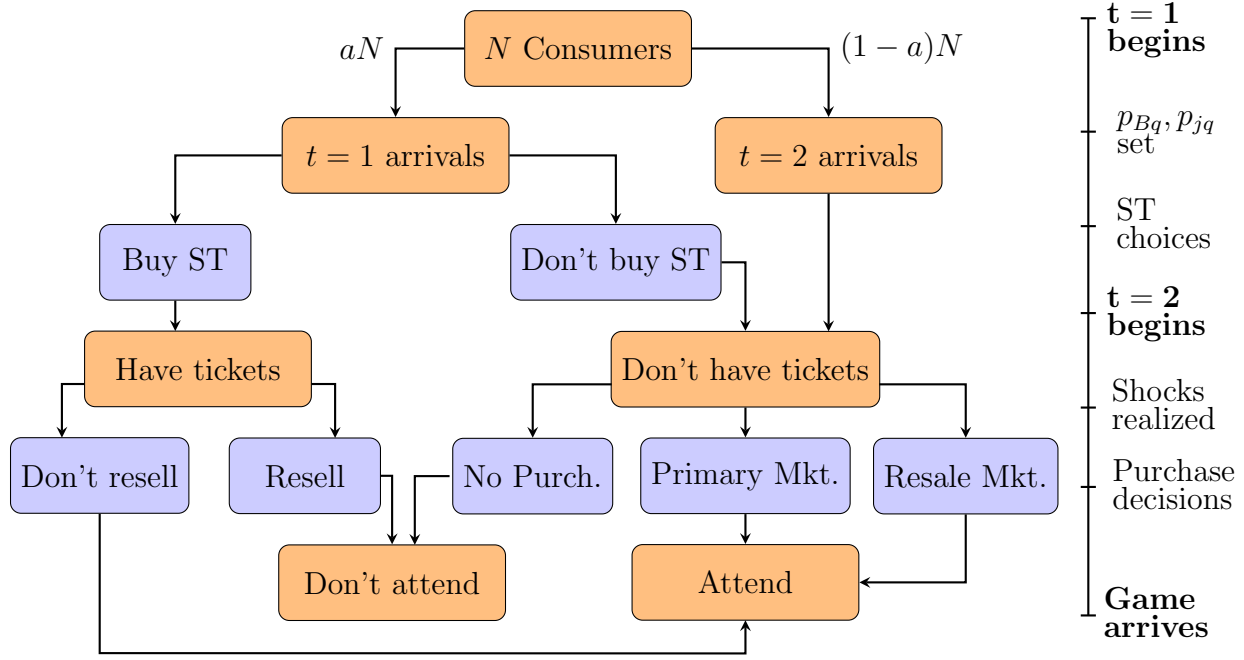 N Consumers
aN
(1 − a)N
t = 1
begins
t = 1 arrivals
t = 2 arrivals
p_{Bq}, p_{jq}
set
Buy ST
Don't buy ST
ST
choices
t = 2
begins
Have tickets
Don't have tickets
Shocks
realized
Don't resell
Resell
No Purch.
Primary Mkt.
Resale Mkt.
Purchase
decisions
Don't attend
Attend
Game
arrives